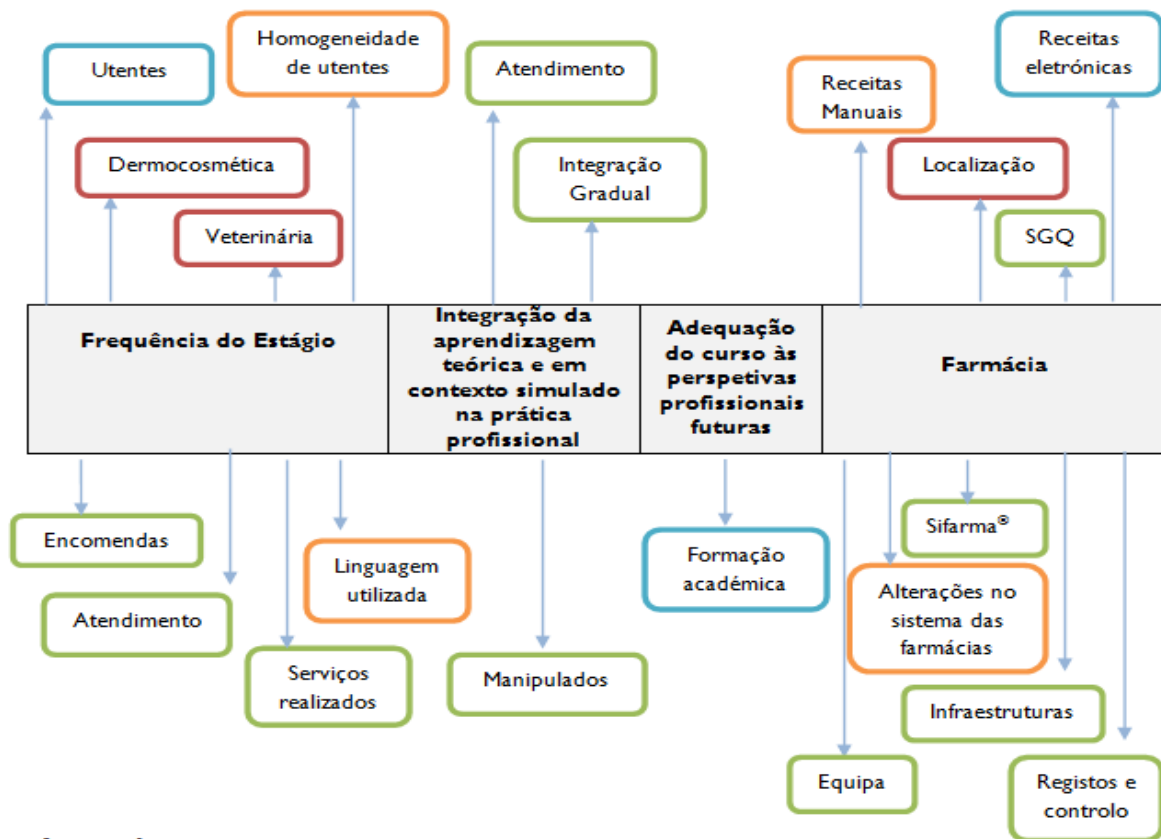 Utentes
Homogeneidade
de utentes
Atendimento
Receitas
Manuais
Receitas
eletrónicas
Dermocosmética
Veterinária
Integração
Gradual
Localização
SGQ
Frequência do Estágio
Integração da
aprendizagem
teórica e em
contexto simulado
na prática
profissional
Adequação
do curso às
perspetivas
profissionais
futuras
Farmácia
Encomendas
Atendimento
Serviços
realizados
Linguagem
utilizada
Manipulados
Formação
académica
Sifarma®
Alterações no
sistema das
farmácias
Infraestruturas
Equipa
Registos e
controlo